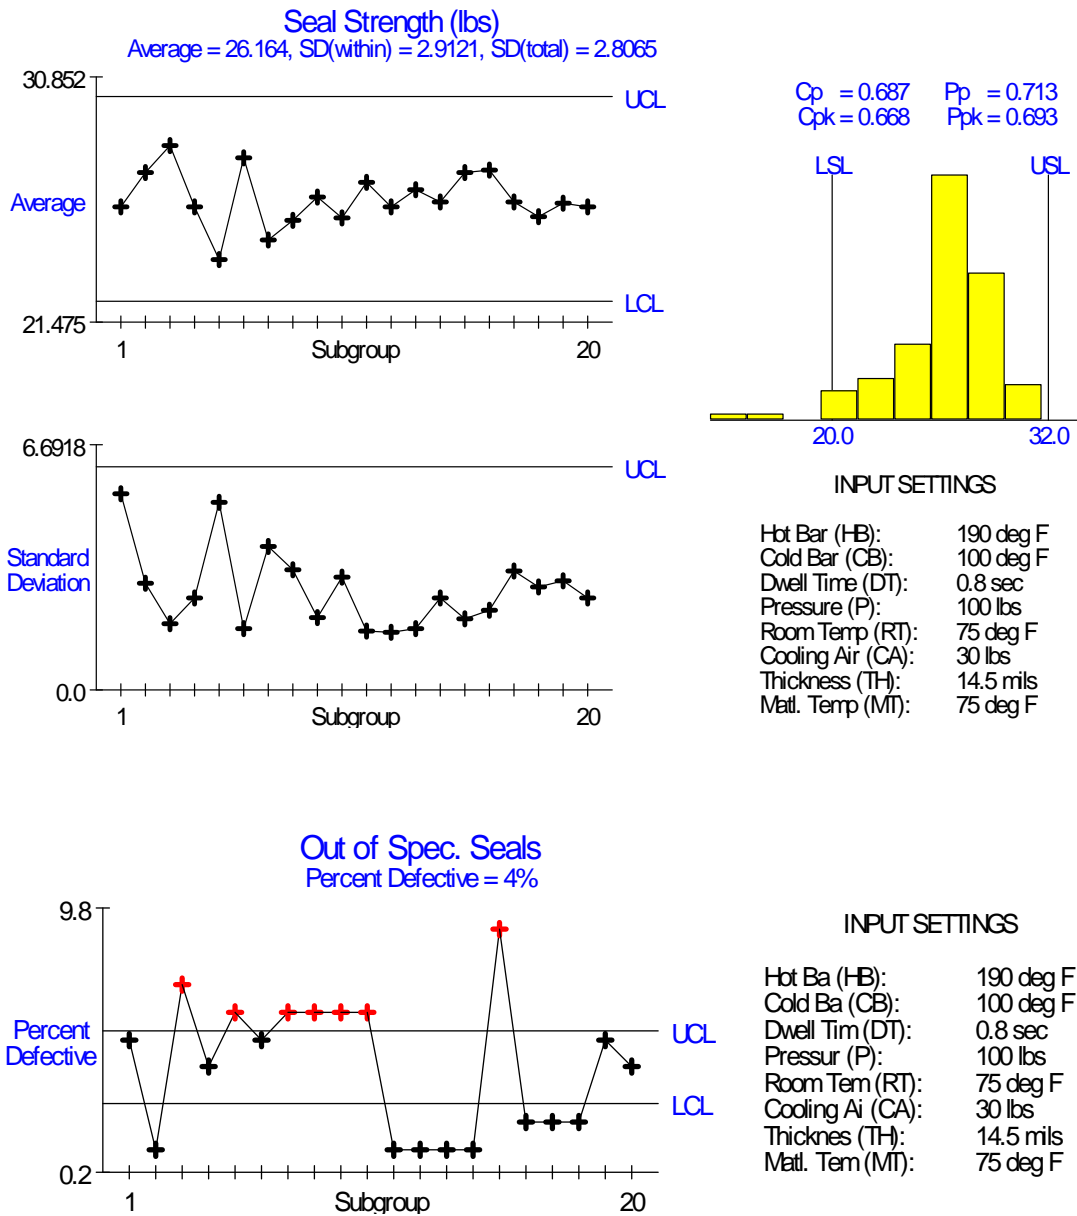 Seal Strength (lbs)
Average = 26.164, SD(within) = 2.9121, SD(total) = 2.8065
30.852
UCL
Average
LCL
21.475
1 Subgroup 20
Cp = 0.687 Pp = 0.713
Cpk = 0.668 Ppk = 0.693
LSL USL
20.0 32.0
6.6918
UCL
Standard
Deviation
0.0
1 Subgroup 20
INPUT SETTINGS
Hot Bar (HB): 190 deg F
Cold Bar (CB): 100 deg F
Dwell Time (DT): 0.8 sec
Pressure (P): 100 lbs
Room Temp (RT): 75 deg F
Cooling Air (CA): 30 lbs
Thickness (TH): 14.5 mils
Matl. Temp (MT): 75 deg F
Out of Spec. Seals
Percent Defective = 4%
9.8
Percent
Defective
UCL
LCL
0.2
1 Subgroup 20
INPUT SETTINGS
Hot Ba (HB): 190 deg F
Cold Ba (CB): 100 deg F
Dwell Tim (DT): 0.8 sec
Pressur (P): 100 lbs
Room Tem (RT): 75 deg F
Cooling Ai (CA): 30 lbs
Thicknes (TH): 14.5 mils
Matl. Tem (MT): 75 deg F